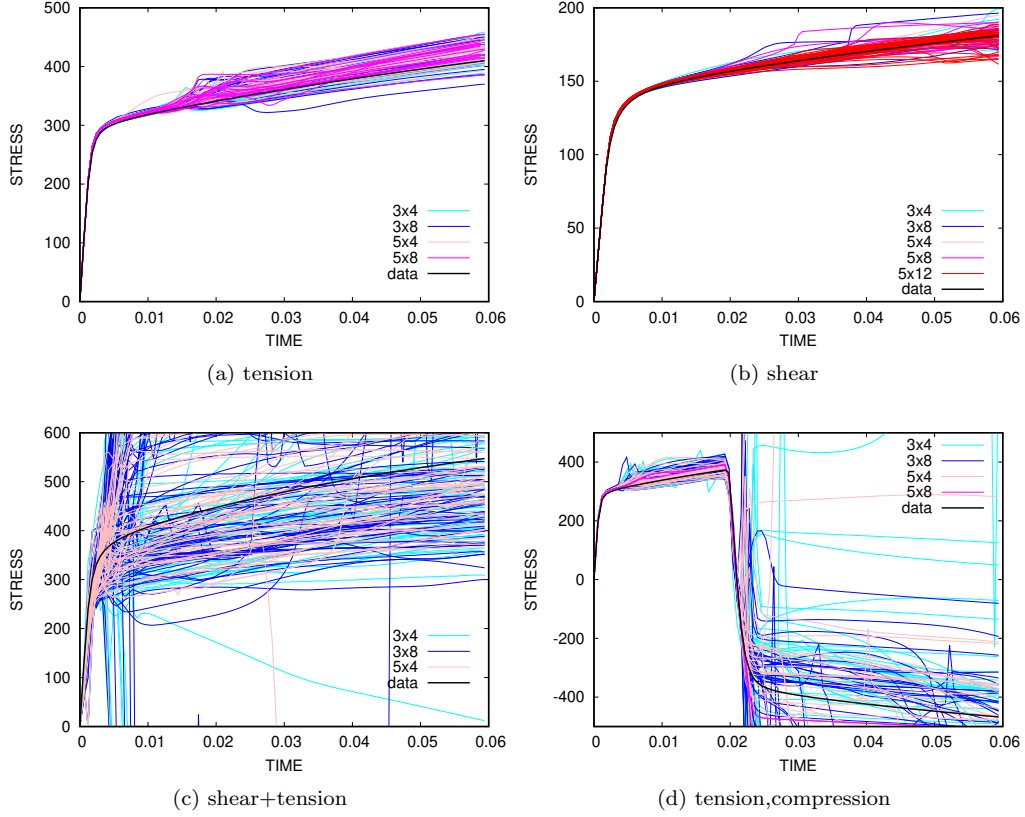 500
400
300
200
100
0
STRESS
0 0.01 0.02 0.03 0.04 0.05 0.06
TIME
3x4
3x8
5x4
5x8
data
(a) tension
200
150
100
50
0
STRESS
0 0.01 0.02 0.03 0.04 0.05 0.06
TIME
3x4
3x8
5x4
5x8
5x12
data
(b) shear
600
500
400
300
200
100
0
STRESS
0 0.01 0.02 0.03 0.04 0.05 0.06
TIME
3x4
3x8
5x4
data
(c) shear+tension
400
200
0
-200
-400
STRESS
0 0.01 0.02 0.03 0.04 0.05 0.06
TIME
3x4
3x8
5x4
5x8
data
(d) tension,compression